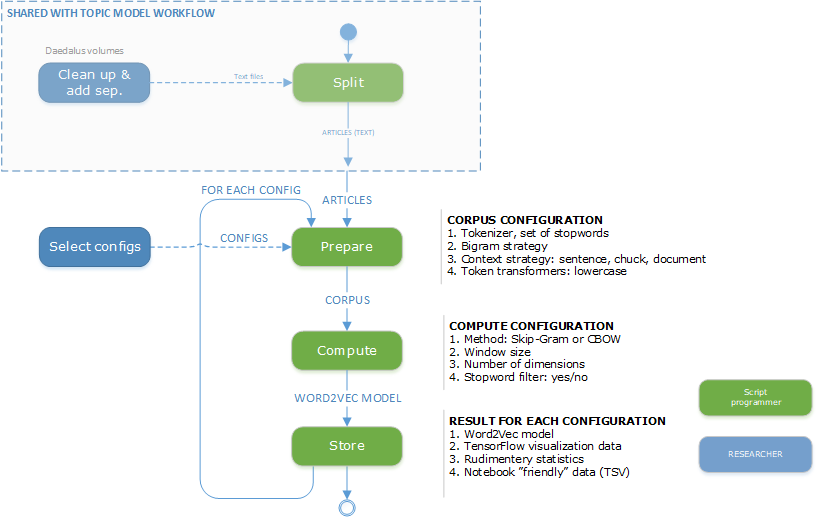 SHARED WITH TOPIC MODEL WORKFLOW
Daedalus volumes
Clean up &
add sep.
Text files
Split
ARTICLES (TEXT)
FOR EACH CONFIG
ARTICLES
Select configs
CONFIGS
Prepare
CORPUS CONFIGURATION
1. Tokenizer, set of stopwords
2. Bigram strategy
3. Context strategy: sentence, chuck, document
4. Token transformers: lowercase
CORPUS
Compute
COMPUTE CONFIGURATION
1. Method: Skip-Gram or CBOW
2. Window size
3. Number of dimensions
4. Stopword filter: yes/no
WORD2VEC MODEL
Store
RESULT FOR EACH CONFIGURATION
1. Word2Vec model
2. TensorFlow visualization data
3. Rudimentery statistics
4. Notebook ”friendly” data (TSV)
Script
programmer
RESEARCHER